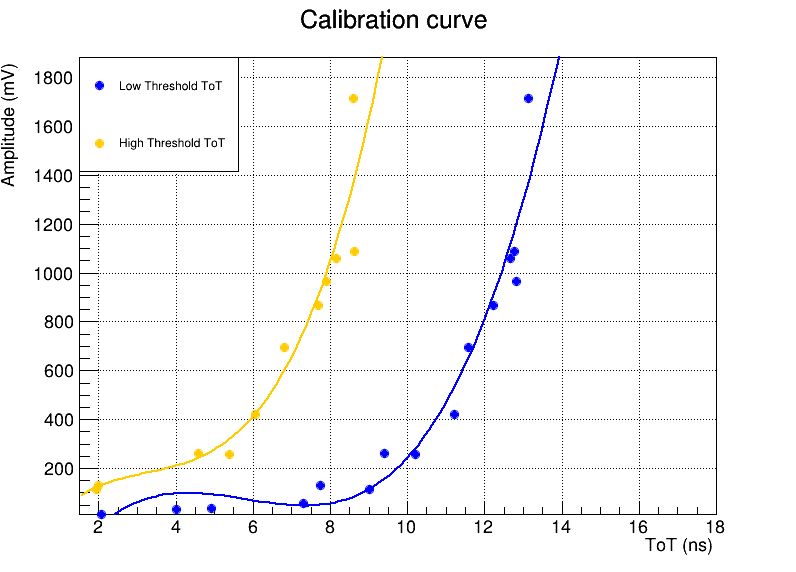 Calibration curve
Amplitude (mV)
Low Threshold ToT
High Threshold ToT
1800
1600
1400
1200
1000
800
600
400
200
2 4 6 8 10 12 14 16 18
ToT (ns)